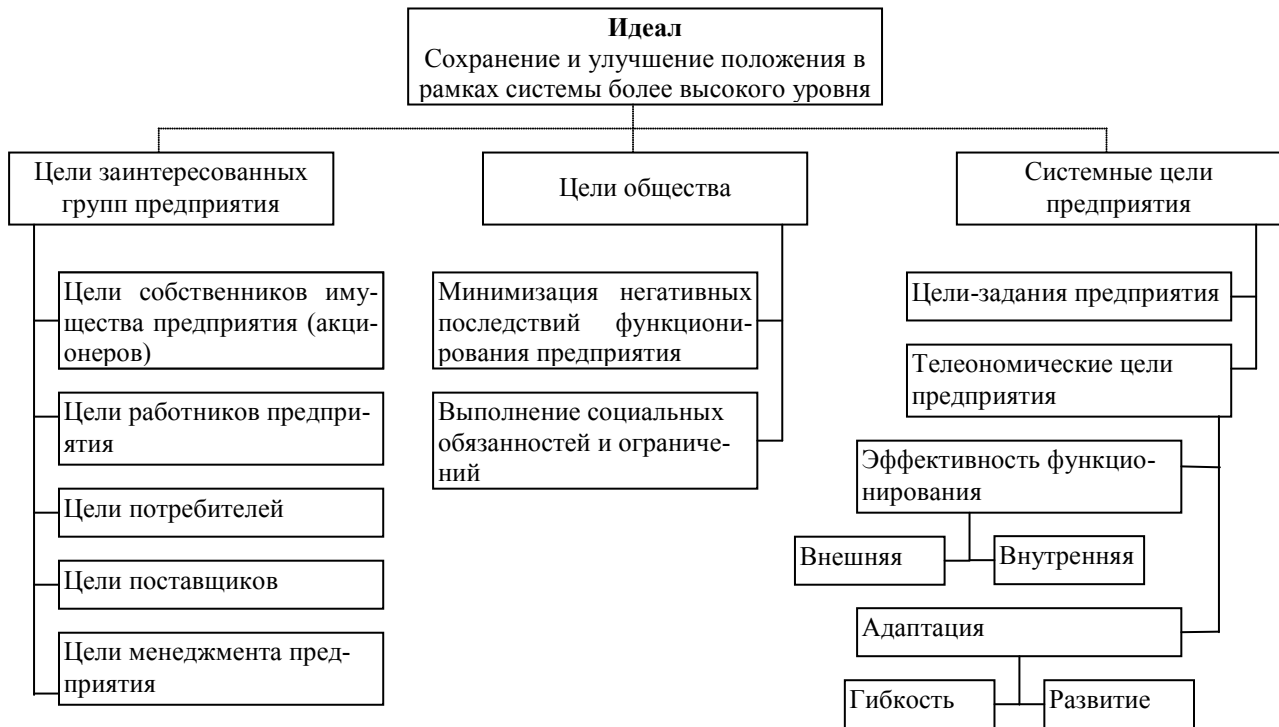 Идеал
Сохранение и улучшение положения в
рамках системы более высокого уровня
Цели заинтересованных
групп предприятия
Цели собственников иму-
щества предприятия (акци-
онеров)
Цели работников предпри-
ятия
Цели потребителей
Цели поставщиков
Цели менеджмента пред-
приятия
Цели общества
Минимизация негативных
последствий функциони-
рования предприятия
Выполнение социальных
обязанностей и ограниче-
ний
Системные цели
предприятия
Цели-задания предприятия
Телеономические цели
предприятия
Эффективность функцио-
нирования
Внешняя
Внутренняя
Адаптация
Гибкость
Развитие